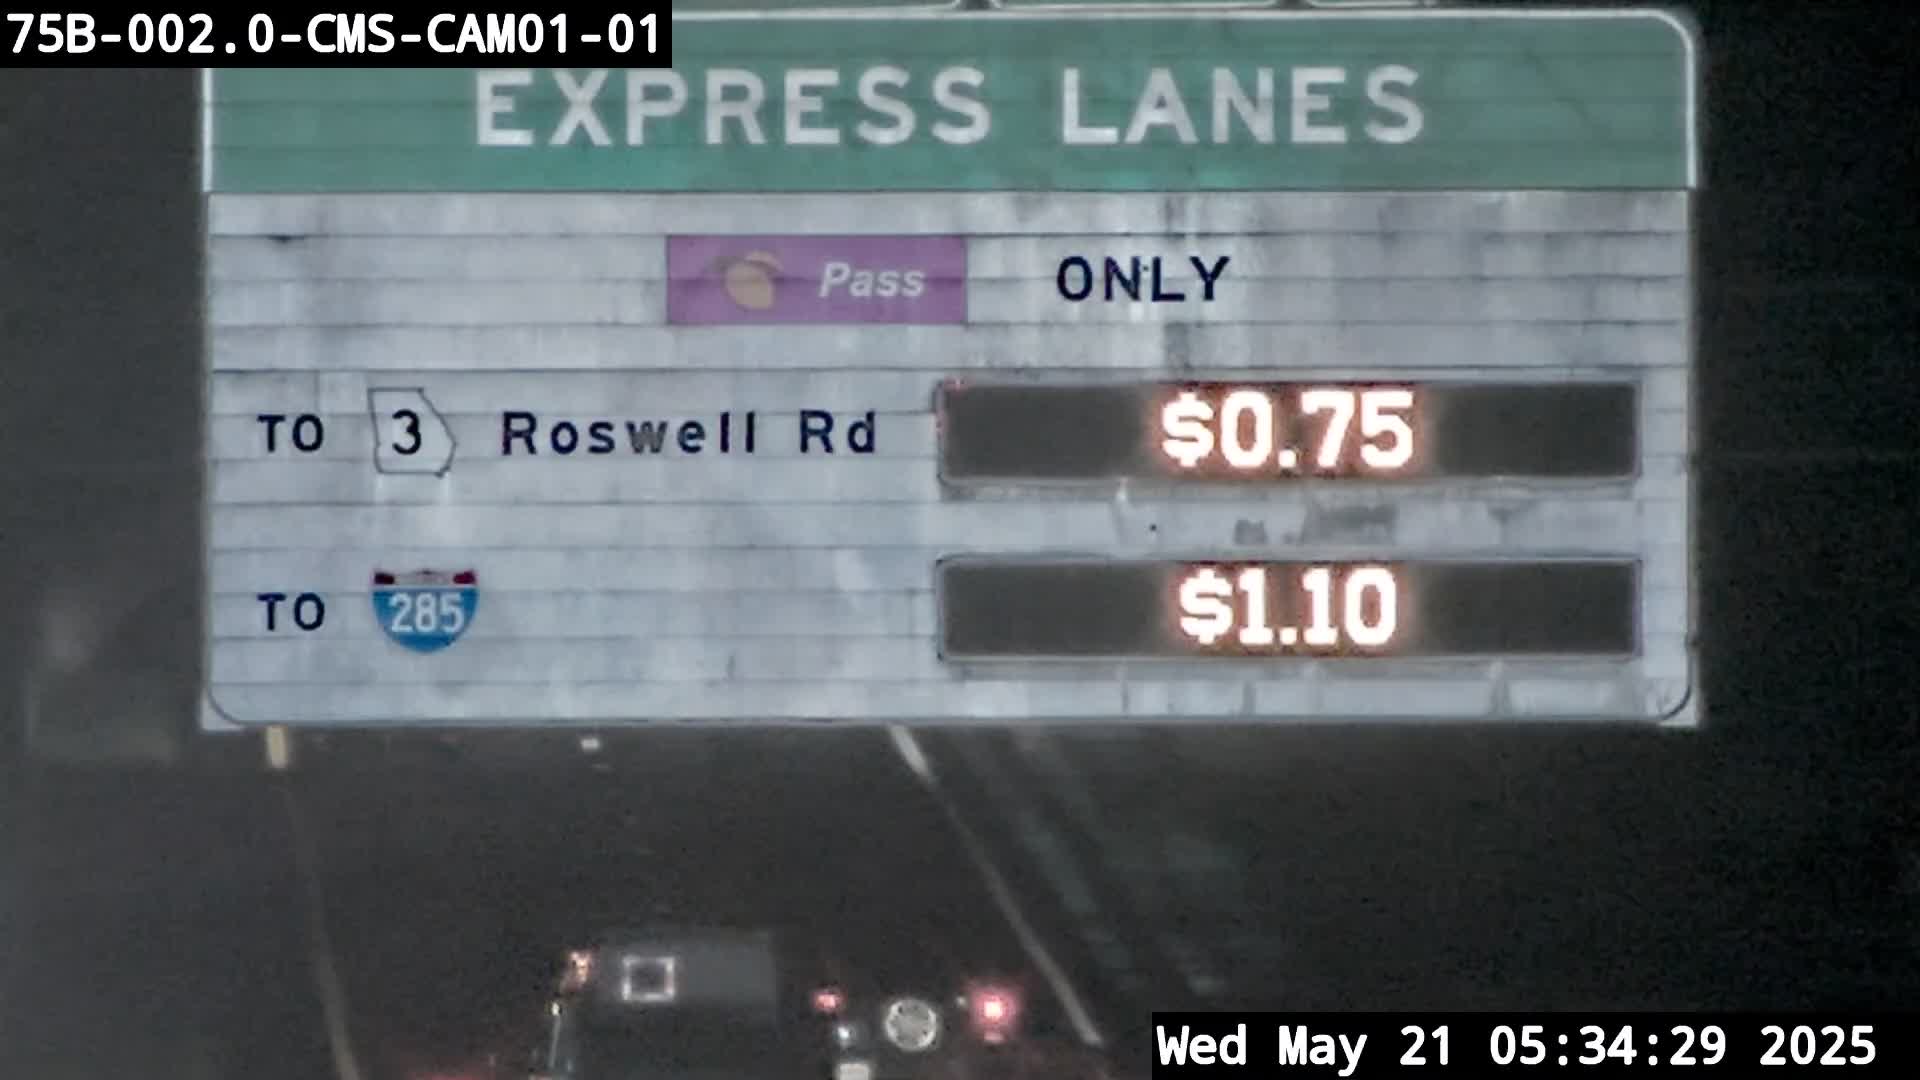 75B-002.0-CMS-CAM01-01
EXPRESS LANES
Pass ONLY
TO 3 Roswell Rd $0.75
TO 285 $1.10
Wed May 21 05:34:29 2025